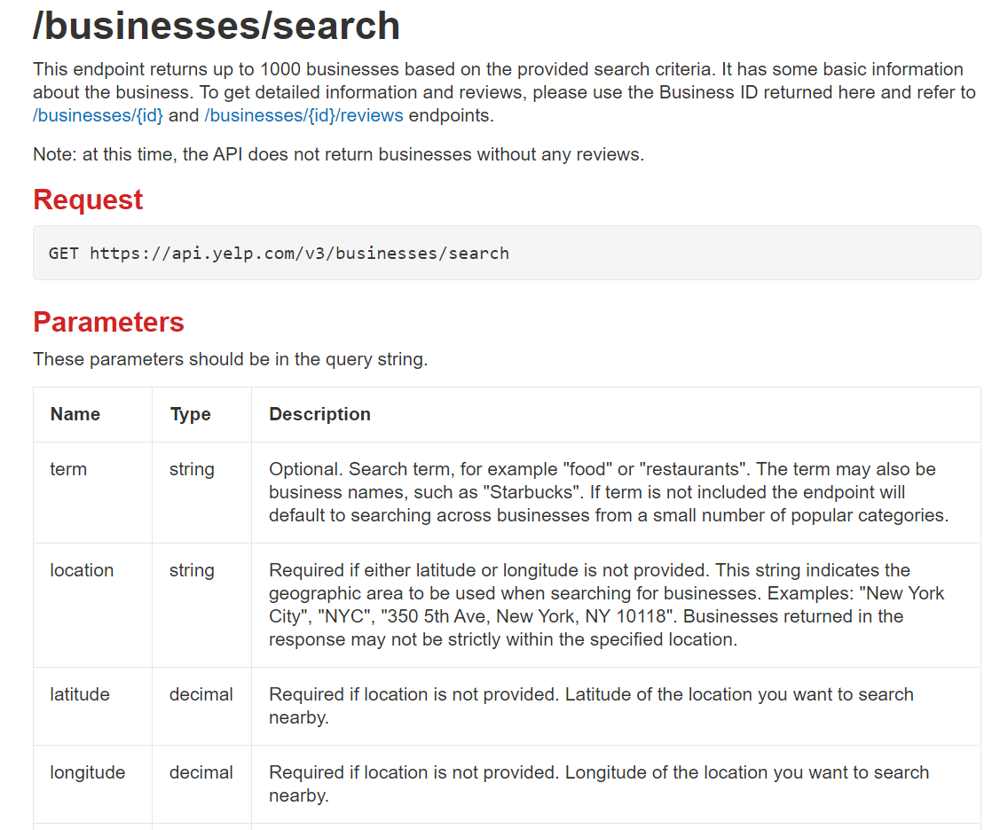 /businesses/search
This endpoint returns up to 1000 businesses based on the provided search criteria. It has some basic information
about the business. To get detailed information and reviews, please use the Business ID returned here and refer to
/businesses/{id} and /businesses/{id}/reviews endpoints.
Note: at this time, the API does not return businesses without any reviews.
Request
GET https://api.yelp.com/v3/businesses/search
Parameters
These parameters should be in the query string.
Name Type Description
term string Optional. Search term, for example "food" or "restaurants". The term may also be
business names, such as "Starbucks". If term is not included the endpoint will
default to searching across businesses from a small number of popular categories.
location string Required if either latitude or longitude is not provided. This string indicates the
geographic area to be used when searching for businesses. Examples: "New York
City", "NYC", "350 5th Ave, New York, NY 10118". Businesses returned in the
response may not be strictly within the specified location.
latitude decimal Required if location is not provided. Latitude of the location you want to search
nearby.
longitude decimal Required if location is not provided. Longitude of the location you want to search
nearby.